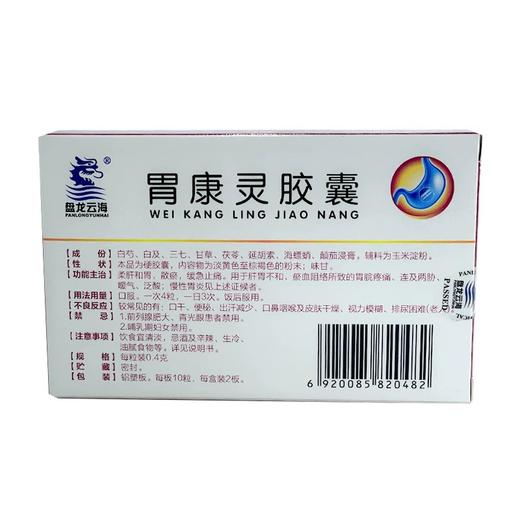 盘龙云海
PANLONGYUNHAI
®
胃康灵胶囊
WEI KANG LING JIAO NANG
【成 份】白芍、白及、三七、甘草、茯苓、延胡索、海螵蛸、颠茄浸膏，辅料为玉米淀粉。
【性 状】本品为硬胶囊，内容物为淡黄色至棕褐色的粉末；味甘。
【功能主治】柔肝和胃、散瘀、缓急止痛。用于肝胃不和、瘀血阻络所致的胃脘疼痛、连及两胁、
嗳气、泛酸；慢性胃炎见上述证候者。
【用法用量】口服，一次4粒，一日3次。饭后服用。
【不良反应】较常见的有：口干、便秘、出汗减少、口鼻咽喉及皮肤干燥、视力模糊、排尿困难(老
【禁 忌】1.前列腺肥大、青光眼患者禁用。
2.哺乳期妇女禁用。
【注意事项】饮食宜清淡，忌酒及辛辣、生冷、
油腻食物等，详见说明书。
【规 格】每粒装0.4克
【贮 藏】密封。
【包 装】铝塑板，每板10粒，每盒装2板。
PASSED
盘龙云海
6 920085 820482